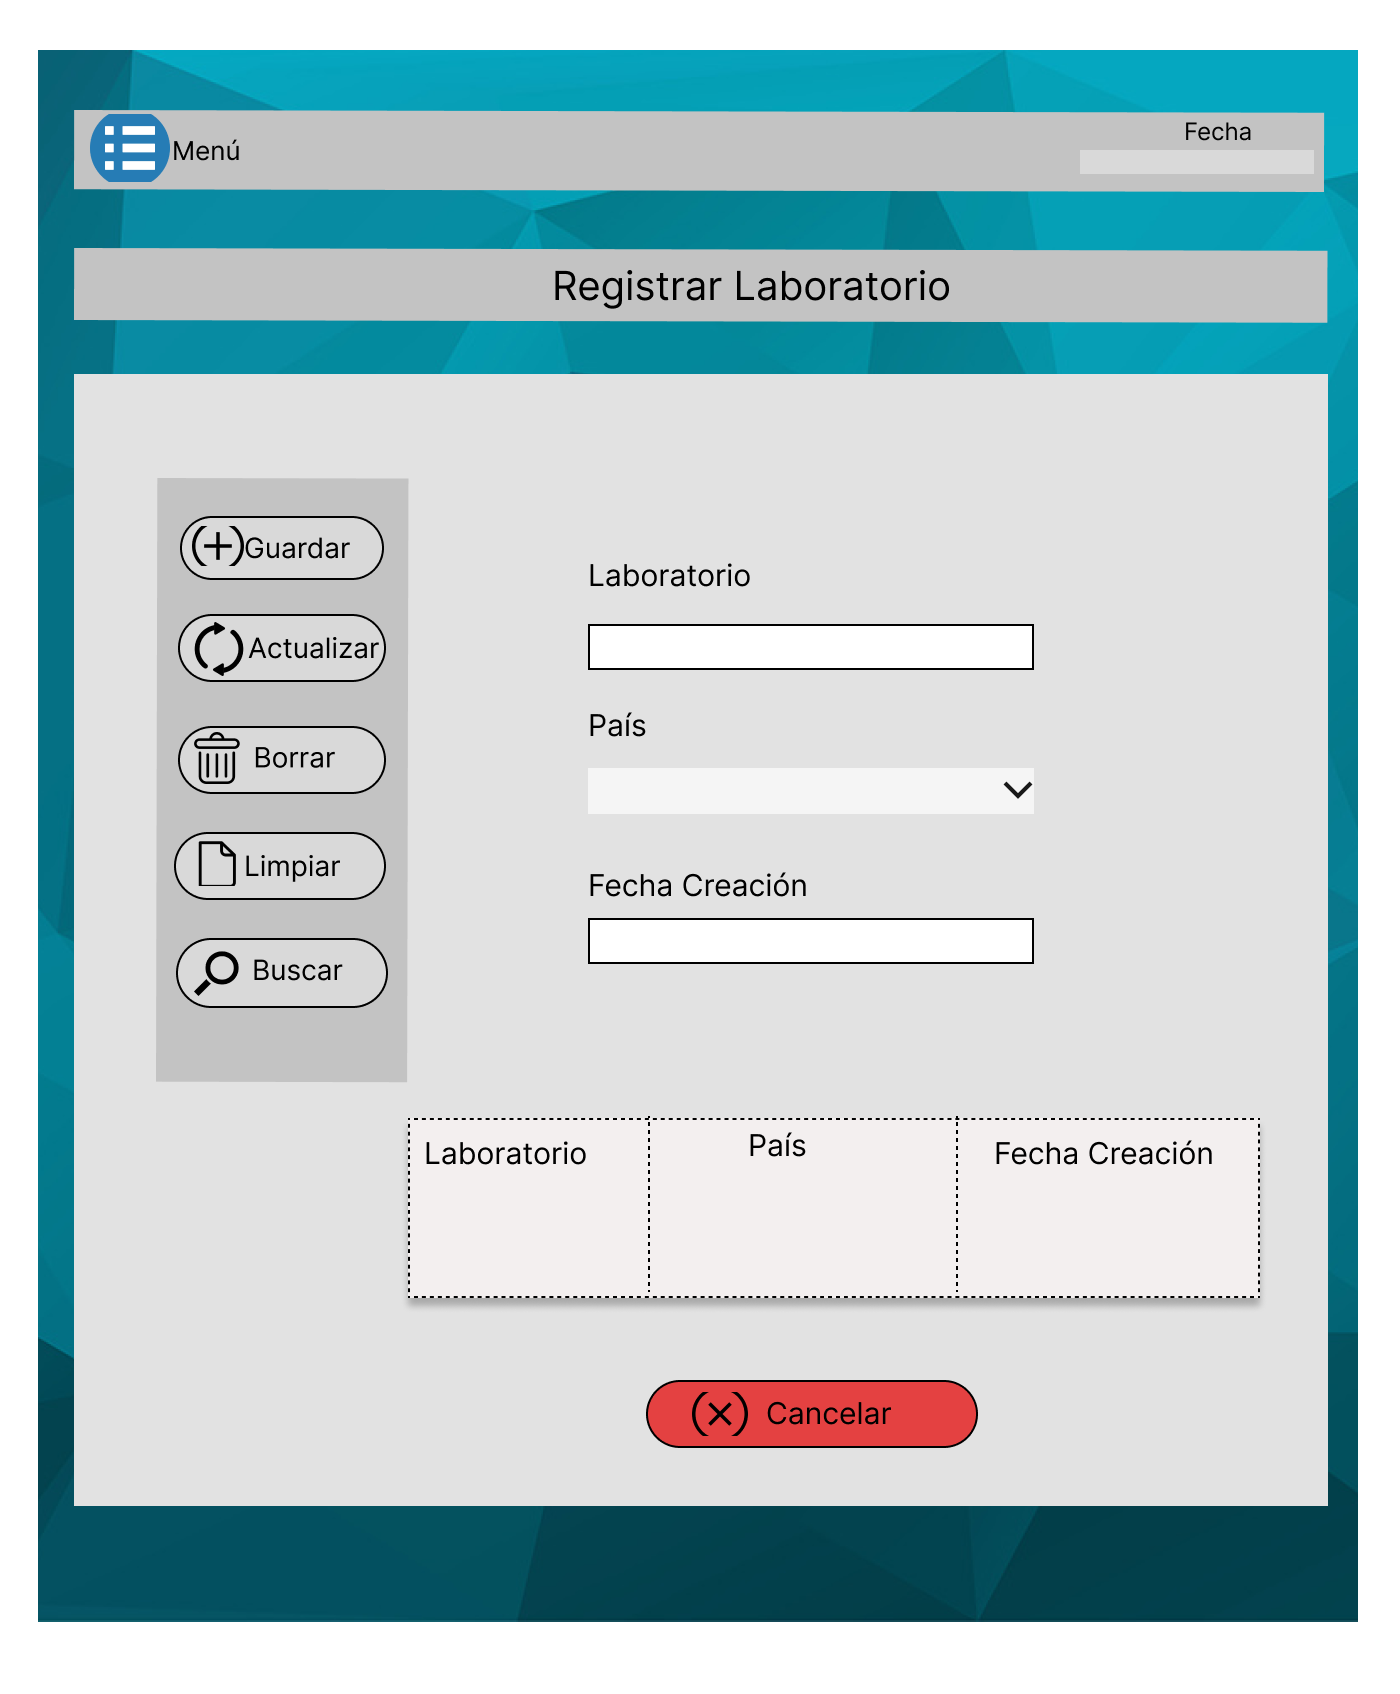 Menú
Fecha
Registrar Laboratorio
Guardar
Actualizar
Borrar
Limpiar
Buscar
Laboratorio
País
Fecha Creación
Laboratorio
País
Fecha Creación
Cancelar